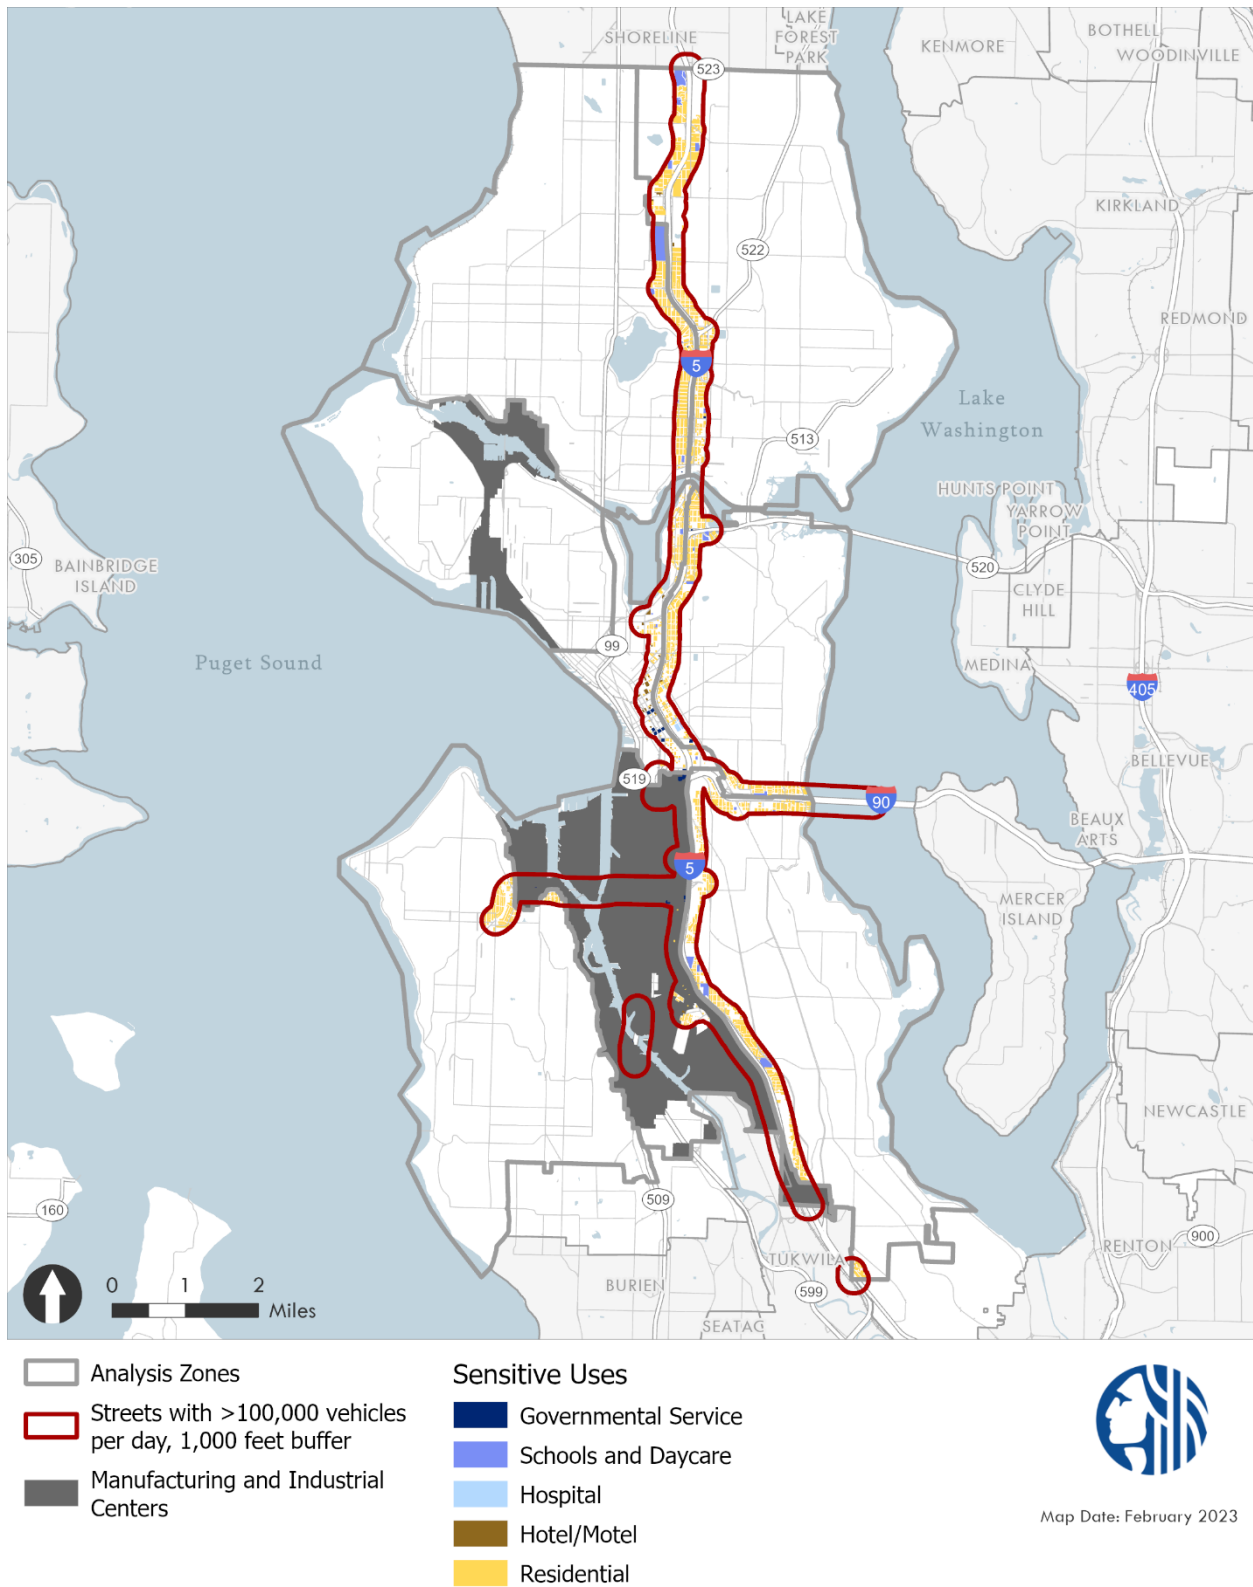 SHORELINE
LAKE
FOREST
PARK
KENMORE
BOTHELL
WOODINVILLE
523
KIRKLAND
522
REDMOND
5
Lake
Washington
513
HUNTS POINT
YARROW
POINT
305
BAINBRIDGE
ISLAND
520
CLYDE
HILL
99
Puget Sound
MEDINA
405
BELLEVUE
519
90
BEAUX
ARTS
5
MERCER
ISLAND
NEWCASTLE
160
509
TUKWILA
RENTON
900
0 1 2
Miles
BURIEN
599
SEATAC
Analysis Zones
Streets with >100,000 vehicles
per day, 1,000 feet buffer
Manufacturing and Industrial
Centers
Sensitive Uses
Governmental Service
Schools and Daycare
Hospital
Hotel/Motel
Residential
Map Date: February 2023